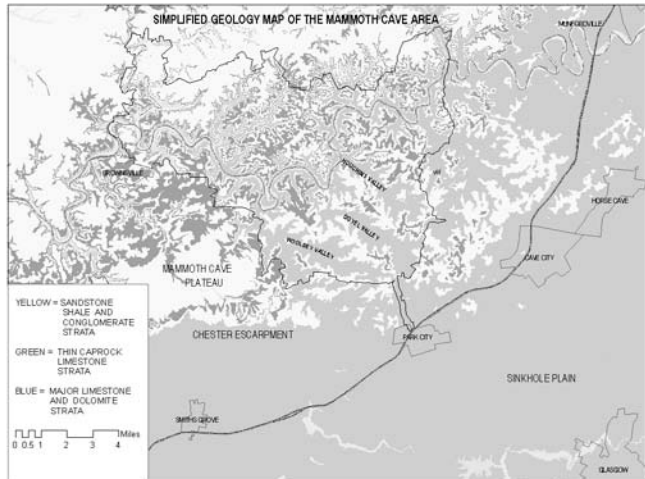 SIMPLIFIED GEOLOGY MAP OF THE MAMMOTH CAVE AREA
MUNFORDVILLE
BROWNSVILLE
DOYEL VALLEY
WOOLSEY VALLEY
HORSE CAVE
CAVE CITY
MAMMOTH CAVE
PLATEAU
CHESTER ESCARPMENT
PARK CITY
SINKHOLE PLAIN
SMITHS GROVE
GLASGOW
YELLOW = SANDSTONE
SHALE AND
CONGLOMERATE
STRATA
GREEN = THIN CAPROCK
LIMESTONE
STRATA
BLUE = MAJOR LIMESTONE
AND DOLOMITE
STRATA
Miles
0 0.5 1 2 3 4